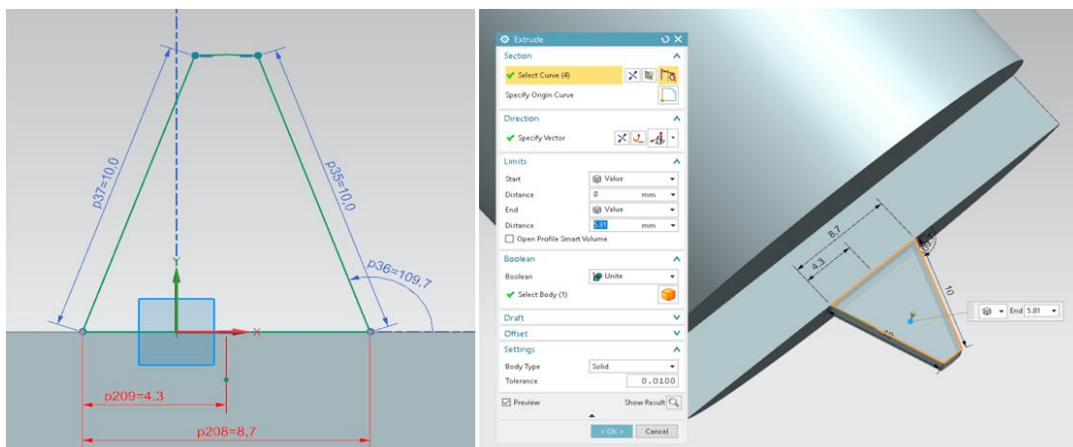 p37=10.0
p35=10.0
p36=109,7
Y
X
p209=4,3
p208=8,7
Extrude
Section
Select Curve (4)
Specify Origin Curve
Direction
Specify Vector
Limits
Start
Value
Distance
0
mm
End
Value
Distance
5.81
mm
Open Profile Smart Volume
Boolean
Boolean
Unite
Select Body (1)
Draft
Offset
Settings
Body Type
Solid
Tolerance
0.0100
Preview
Show Result
< OK >
Cancel
8,7
4,3
10
10
End 5.81